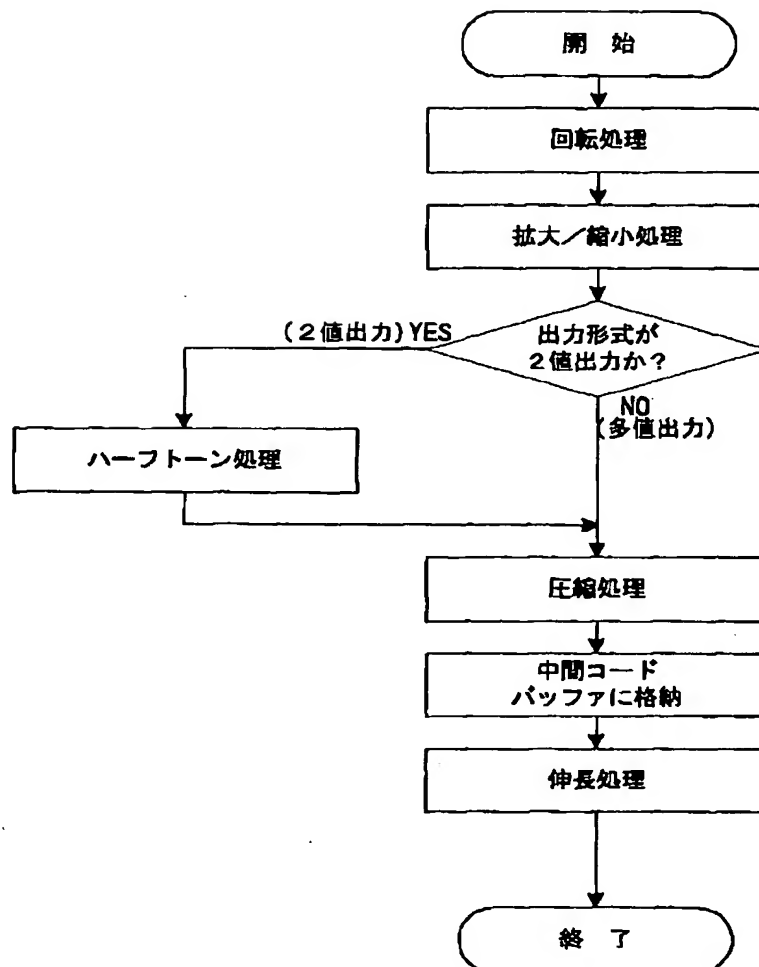 開　始
回転処理
拡大／縮小処理
出力形式が
２値出力か？
(２値出力) YES
NO
(多値出力)
ハーフトーン処理
圧縮処理
中間コード
バッファに格納
伸長処理
終　了